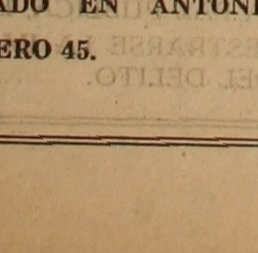 ADO EN ANTONI
ERO 45.